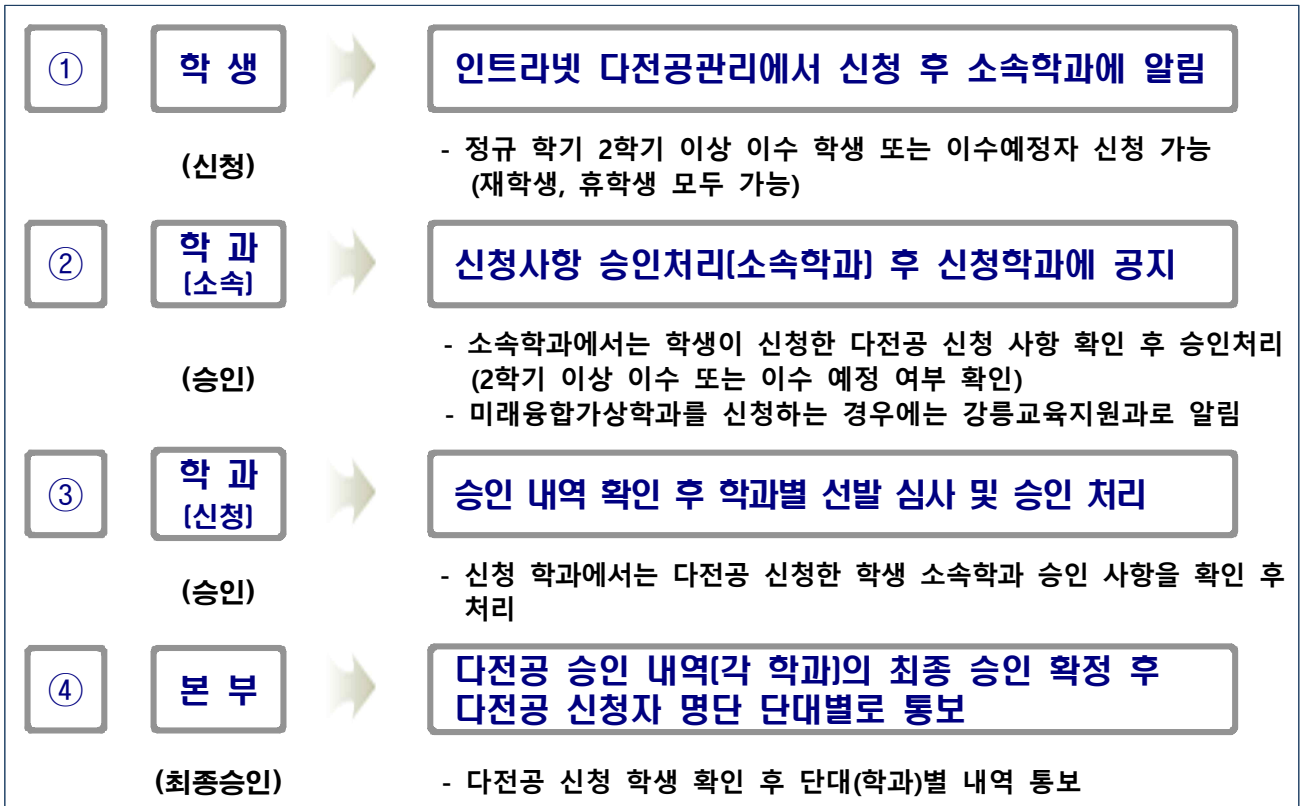 ① 학 생 인트라넷 다전공관리에서 신청 후 소속학과에 알림
(신청) - 정규 학기 2학기 이상 이수 학생 또는 이수예정자 신청 가능
(재학생, 휴학생 모두 가능)
② 학 과 신청사항 승인처리(소속학과) 후 신청학과에 공지
(소속)
- 소속학과에서는 학생이 신청한 다전공 신청 사항 확인 후 승인처리
(승인) (2학기 이상 이수 또는 이수 예정 여부 확인)
- 미래융합가상학과를 신청하는 경우에는 강릉교육지원과로 알림
③ 학 과 승인 내역 확인 후 학과별 선발 심사 및 승인 처리
(신청)
(승인) - 신청 학과에서는 다전공 신청한 학생 소속학과 승인 사항을 확인 후
처리
④ 본 부 다전공 승인 내역(각 학과)의 최종 승인 확정 후
다전공 신청자 명단 단대별로 통보
(최종승인) - 다전공 신청 학생 확인 후 단대(학과)별 내역 통보